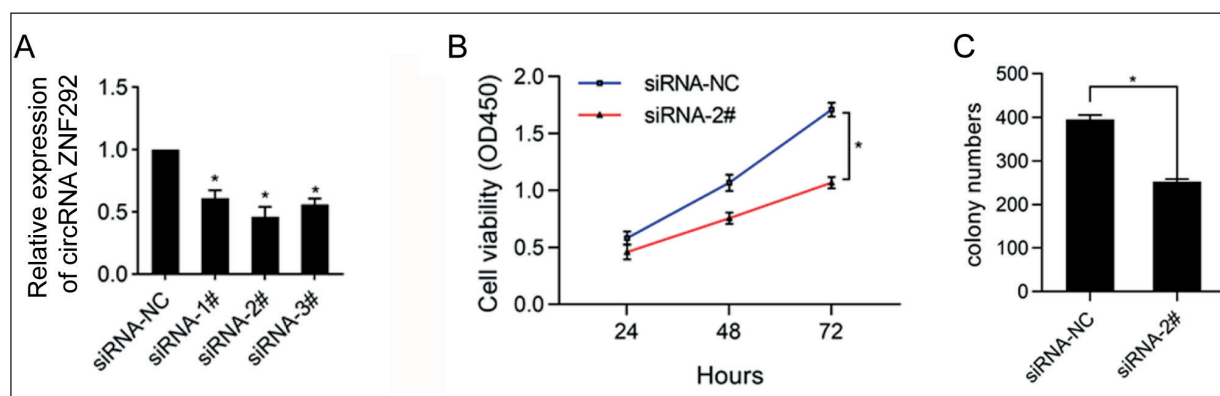 A
Relative expression
of circRNA ZNF292
1.5
1.0
0.5
0.0
*
*
*
siRNA-NC
siRNA-1#
siRNA-2#
siRNA-3#
B
Cell viability (OD450)
2.0
1.5
1.0
0.5
0.0
siRNA-NC
siRNA-2#
*
24
48
72
Hours
C
colony numbers
500
400
300
200
100
0
*
siRNA-NC
siRNA-2#